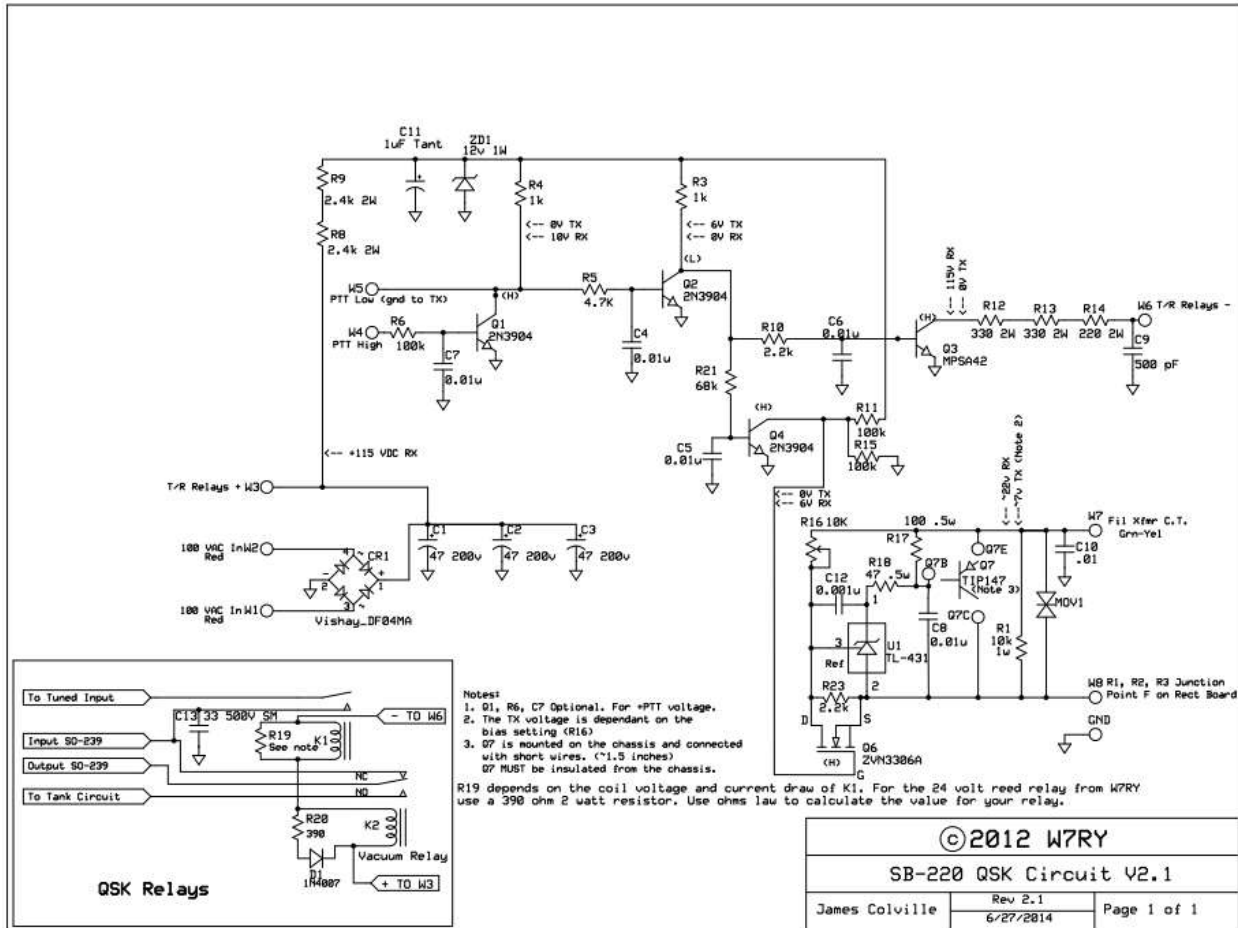 C11
1uF Tant
ZD1
12v 1W
R9
2.4k 2W
R8
2.4k 2W
R4
1k
R3
1k
<-- 0V TX
<-- 10V RX
<-- 6V TX
<-- 0V RX
(L)
W5
PTT Low (gnd to TX)
(H)
R5
4.7K
Q2
2N3904
W4
PTT High
R6
100k
Q1
2N3904
C7
0.01u
C4
0.01u
R10
2.2k
C6
0.01u
<-- 115V RX
<-- 0V TX
(H)
Q3
MPSA42
R12
330 2W
R13
330 2W
R14
220 2W
W6 T/R Relays -
C9
500 pF
R21
68k
(H)
Q4
2N3904
C5
0.01u
R11
100k
R15
100k
<-- +115 VDC RX
T/R Relays + W3
<-- 0V TX
<-- 6V RX
<-- ~22v RX
<-- ~7v TX (Note 2)
100 VAC In W2
Red
100 VAC In W1
Red
4 ~
CR1
-
2
+
1
3 ~
Vishay_DF04MA
C1
47 200v
C2
47 200v
C3
47 200v
R16 10K
100 .5w
R17
R18
47 .5w
Q7B
Q7E
Q7
TIP147
(Note 3)
Q7C
C12
0.001u
1
3
Ref
U1
TL-431
2
C8
0.01u
R1
10k
1w
MOV1
C10
.01
W7
Fil Xfmr C.T.
Grn-Yel
R23
2.2k
D
S
(H)
G
Q6
ZVN3306A
W8 R1, R2, R3 Junction
Point F on Rect Board
GND
To Tuned Input
C13 33 500V SM
Input SO-239
Output SO-239
To Tank Circuit
R19
See note
K1
- TO W6
NC
NO
R20
390
D1
1N4007
K2
Vacuum Relay
+ TO W3
QSK Relays
Notes:
1. Q1, R6, C7 Optional. For +PTT voltage.
2. The TX voltage is dependant on the
bias setting (R16)
3. Q7 is mounted on the chassis and connected
with short wires. (~1.5 inches)
Q7 MUST be insulated from the chassis.
R19 depends on the coil voltage and current draw of K1. For the 24 volt reed relay from W7RY
use a 390 ohm 2 watt resistor. Use ohms law to calculate the value for your relay.
©2012 W7RY
SB-220 QSK Circuit V2.1
James Colville
Rev 2.1
6/27/2014
Page 1 of 1